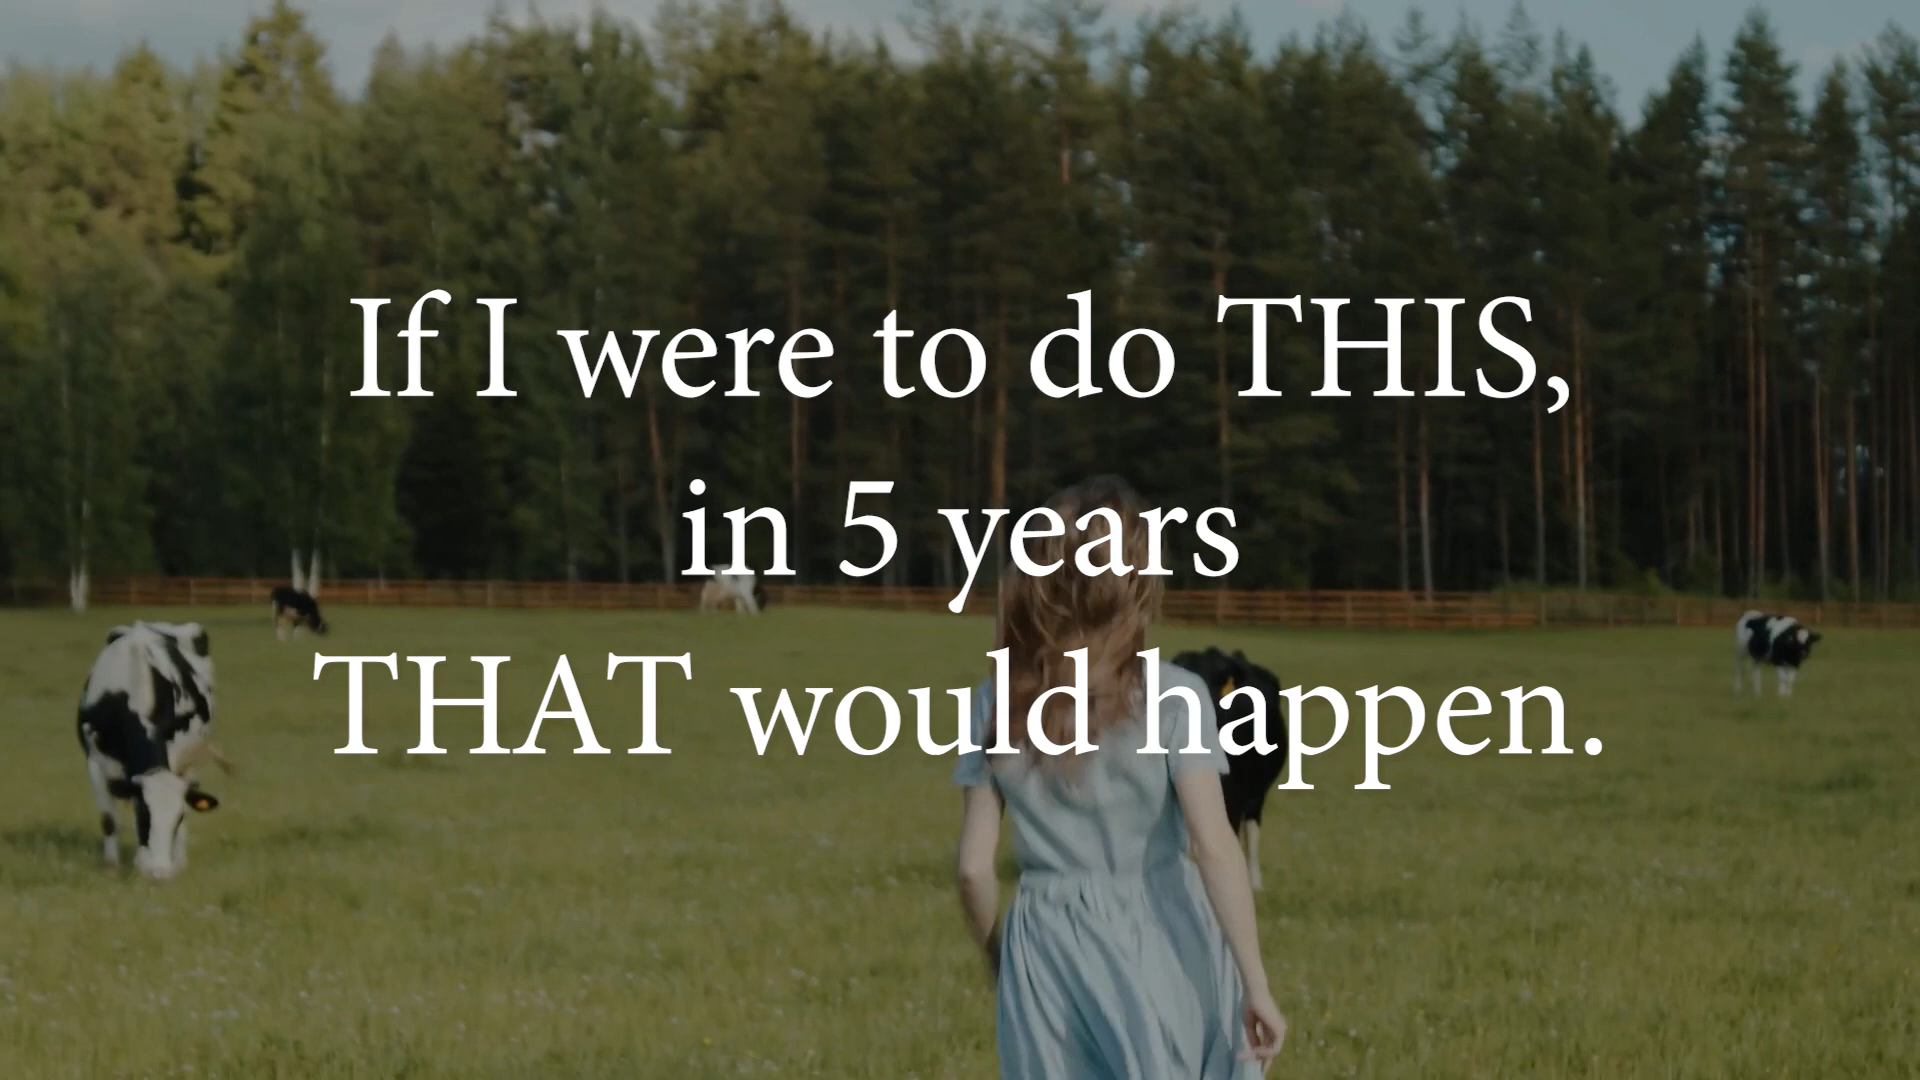 If I were to do THIS,
in 5 years
THAT would happen.